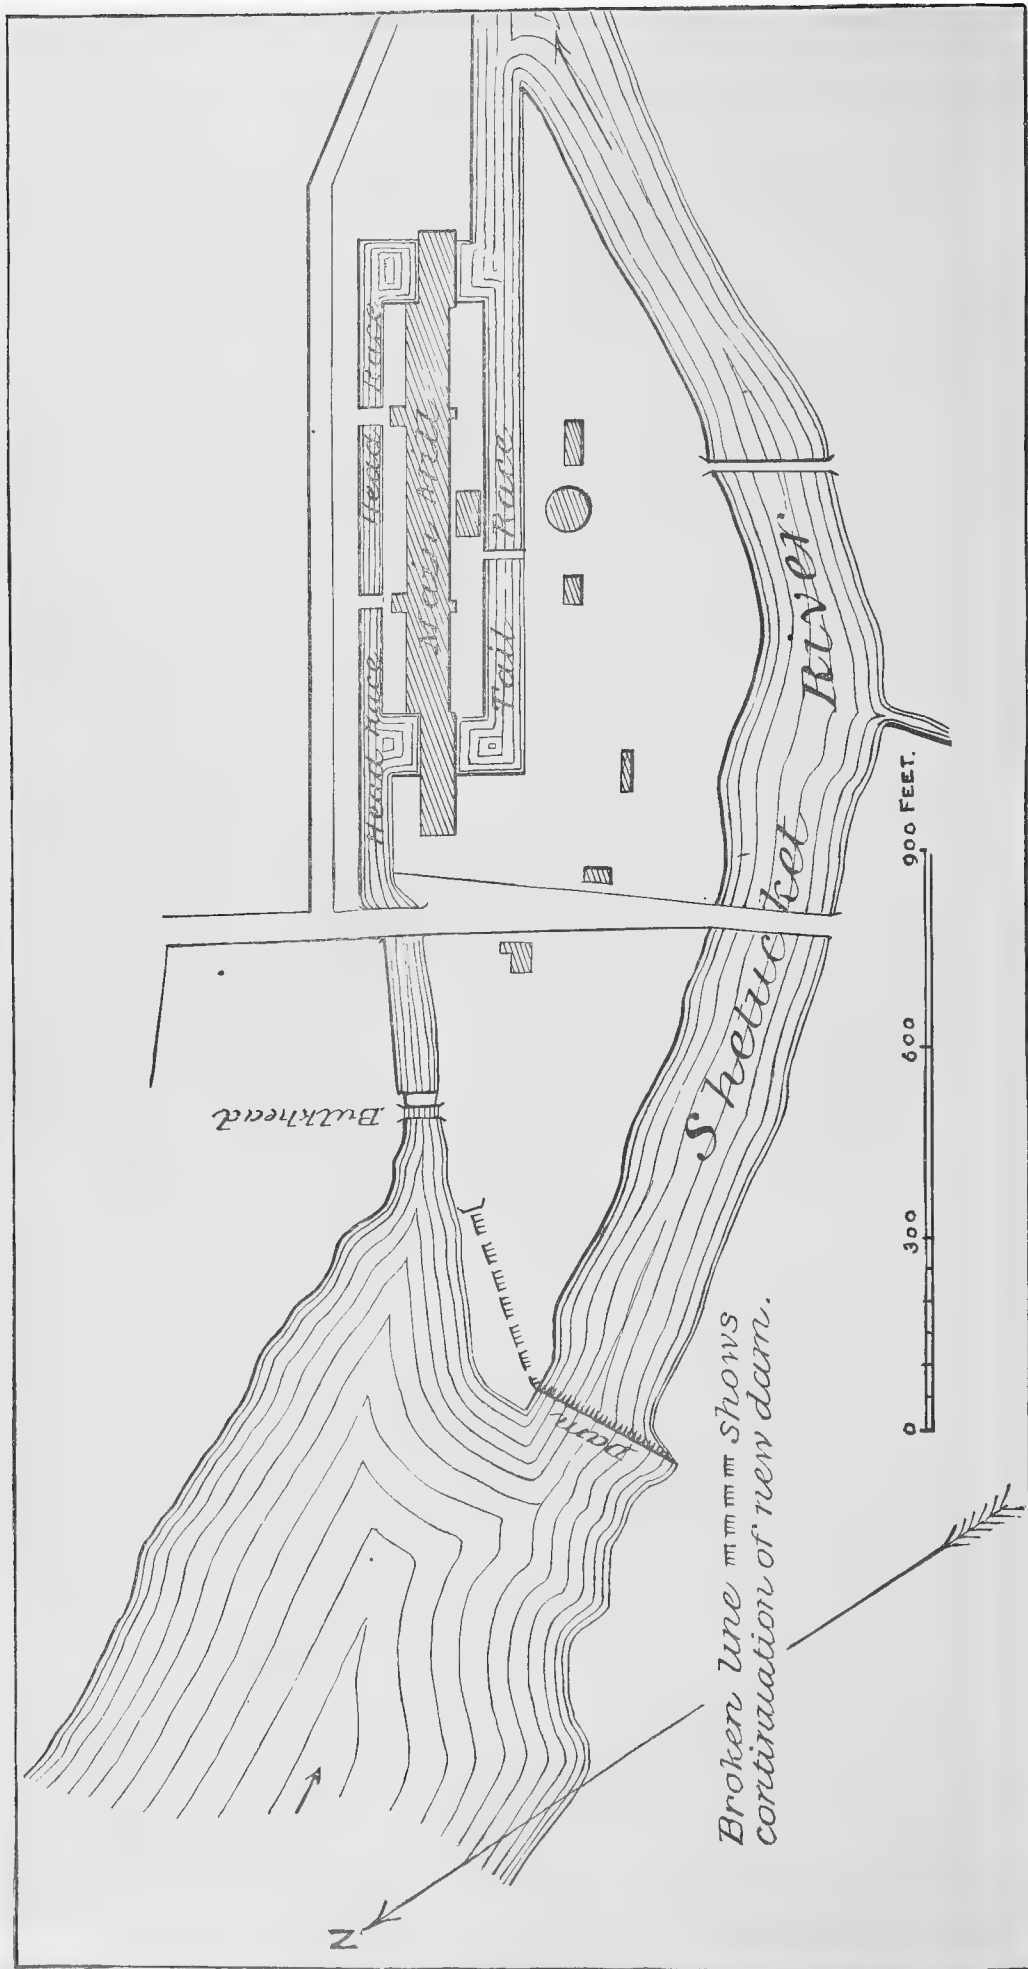 Head Race
Head
Race
Main Mill
Tail Race
Bulkhead
Dam
Shetucket River
Broken line shows
continuation of new dam.
0 300 600 900 FEET.
N